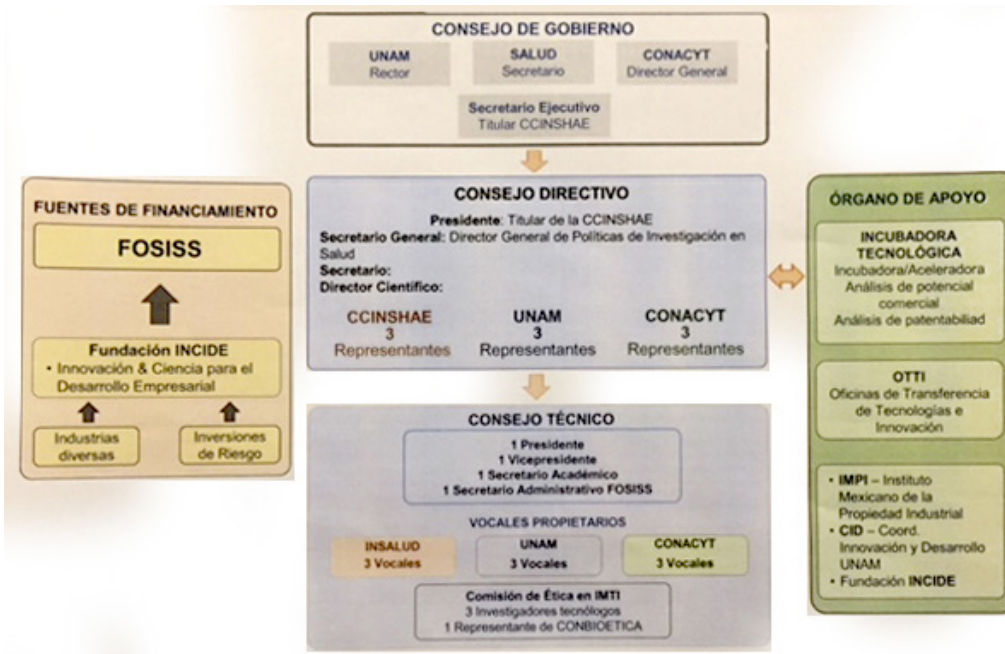 CONSEJO DE GOBIERNO
UNAM
Rector
SALUD
Secretario
CONACYT
Director General
Secretario Ejecutivo
Titular CCINSHAE
FUENTES DE FINANCIAMIENTO
FOSISS
Fundación INCIDE
• Innovación & Ciencia para el
Desarrollo Empresarial
Industrias
diversas
Inversiones
de Riesgo
CONSEJO DIRECTIVO
Presidente: Titular de la CCINSHAE
Secretario General: Director General de Políticas de Investigación en
Salud
Secretario:
Director Científico:
CCINSHAE
3
Representantes
UNAM
3
Representantes
CONACYT
3
Representantes
CONSEJO TÉCNICO
1 Presidente
1 Vicepresidente
1 Secretario Académico
1 Secretario Administrativo FOSISS
VOCALES PROPIETARIOS
INSALUD
3 Vocales
UNAM
3 Vocales
CONACYT
3 Vocales
Comisión de Ética en IMTI
3 Investigadores tecnólogos
1 Representante de CONBIOETICA
ÓRGANO DE APOYO
INCUBADORA
TECNOLÓGICA
Incubadora/Aceleradora
Análisis de potencial
comercial
Análisis de patentabiliad
OTTI
Oficinas de Transferencia
de Tecnologías e
Innovación
• IMPI – Instituto
Mexicano de la
Propiedad Industrial
• CID – Coord.
Innovación y Desarrollo
UNAM
• Fundación INCIDE